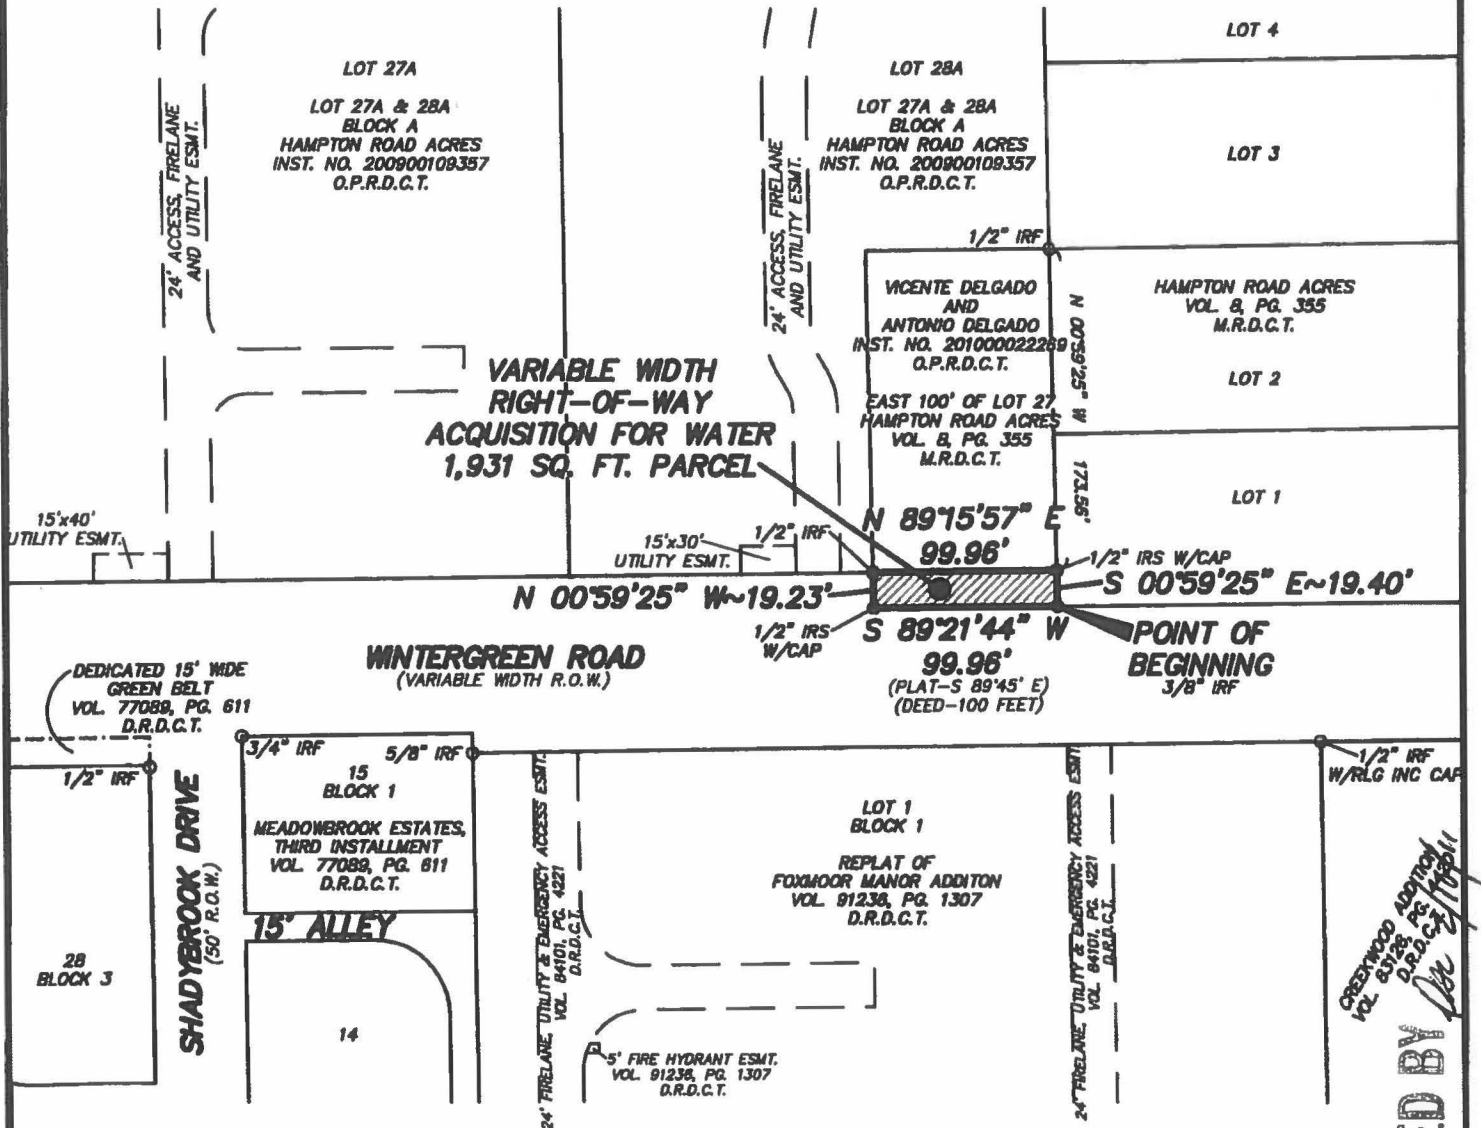 LOT 27A
LOT 27A & 28A
BLOCK A
HAMPTON ROAD ACRES
INST. NO. 200900109357
O.P.R.D.C.T.
24' ACCESS, FIRELANE
AND UTILITY ESMT.
LOT 28A
LOT 27A & 28A
BLOCK A
HAMPTON ROAD ACRES
INST. NO. 200900109357
O.P.R.D.C.T.
24' ACCESS, FIRELANE
AND UTILITY ESMT.
LOT 4
LOT 3
1/2" IRF
VICENTE DELGADO
AND
ANTONIO DELGADO
INST. NO. 201000022269
O.P.R.D.C.T.
EAST 100' OF LOT 27
HAMPTON ROAD ACRES
VOL. 8, PG. 355
M.R.D.C.T.
N 00°59'25" W 173.56'
HAMPTON ROAD ACRES
VOL. 8, PG. 355
M.R.D.C.T.
LOT 2
LOT 1
VARIABLE WIDTH
RIGHT-OF-WAY
ACQUISITION FOR WATER
1,931 SQ. FT. PARCEL
15'x40'
UTILITY ESMT.
15'x30'
UTILITY ESMT.
1/2" IRF
N 89°15'57" E
99.96'
1/2" IRS W/CAP
N 00°59'25" W~19.23'
S 00°59'25" E~19.40'
1/2" IRS
W/CAP
S 89°21'44" W
99.96'
(PLAT-S 89°45' E)
(DEED-100 FEET)
POINT OF
BEGINNING
3/8" IRF
WINTERGREEN ROAD
(VARIABLE WIDTH R.O.W.)
DEDICATED 15' WIDE
GREEN BELT
VOL. 77089, PG. 611
D.R.D.C.T.
1/2" IRF
3/4" IRF
5/8" IRF
15
BLOCK 1
MEADOWBROOK ESTATES,
THIRD INSTALLMENT
VOL. 77089, PG. 611
D.R.D.C.T.
15' ALLEY
SHADYBROOK DRIVE
(50' R.O.W.)
28
BLOCK 3
14
24' FIRELANE, UTILITY & EMERGENCY ACCESS ESMT.
VOL. 84101, PG. 4221
D.R.D.C.T.
LOT 1
BLOCK 1
REPLAT OF
FOXMOOR MANOR ADDITON
VOL. 91236, PG. 1307
D.R.D.C.T.
5' FIRE HYDRANT ESMT.
VOL. 91236, PG. 1307
D.R.D.C.T.
24' FIRELANE, UTILITY & EMERGENCY ACCESS ESMT.
VOL. 84101, PG. 4221
D.R.D.C.T.
1/2" IRF
W/RLG INC CAP
CREEKWOOD ADDITION
VOL. 83126, PG.
D.R.D.C.T.
ED BY